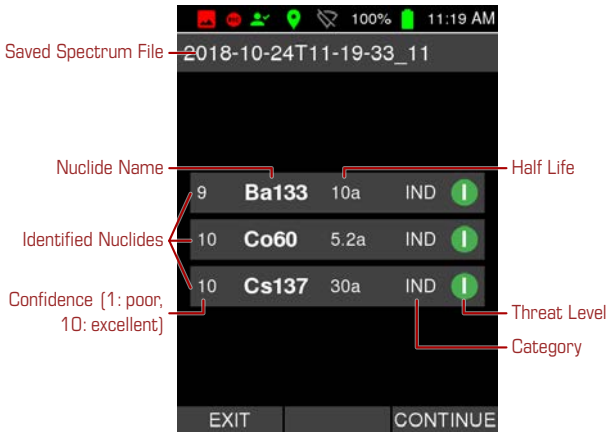 100% 11:19 AM
Saved Spectrum File
2018-10-24T11-19-33_11
Nuclide Name
Half Life
9 Ba133 10a IND I
Identified Nuclides
10 Co60 5.2a IND I
10 Cs137 30a IND I
Confidence (1: poor,
10: excellent)
Threat Level
Category
EXIT CONTINUE